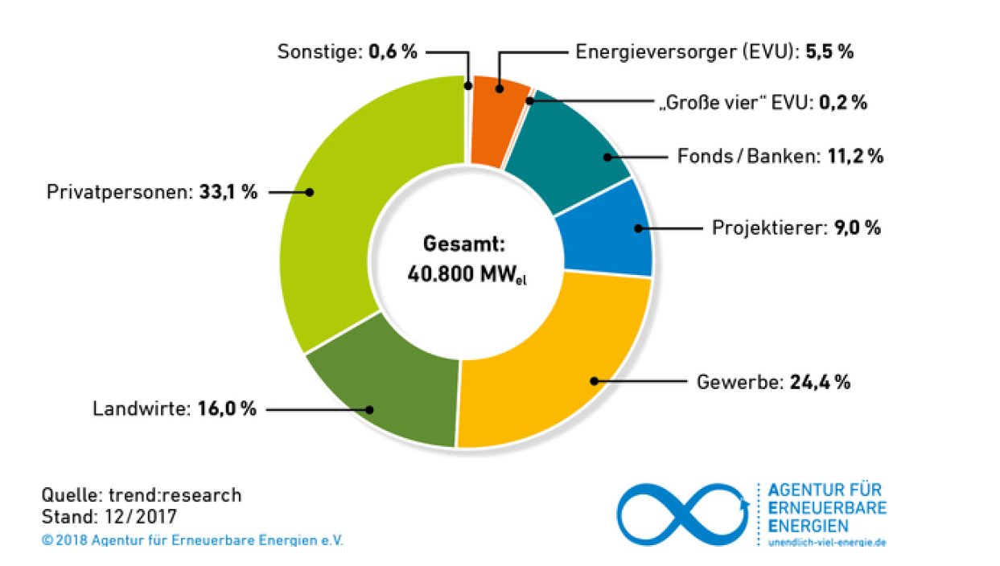 Sonstige: 0,6 %
Energieversorger (EVU): 5,5 %
„Große vier“ EVU: 0,2 %
Fonds / Banken: 11,2 %
Privatpersonen: 33,1 %
Projektierer: 9,0 %
Gesamt:
40.800 MWel
Gewerbe: 24,4 %
Landwirte: 16,0 %
Quelle: trend:research
Stand: 12/2017
© 2018 Agentur für Erneuerbare Energien e.V.
AGENTUR FÜR
ERNEUERBARE
ENERGIEN
unendlich-viel-energie.de